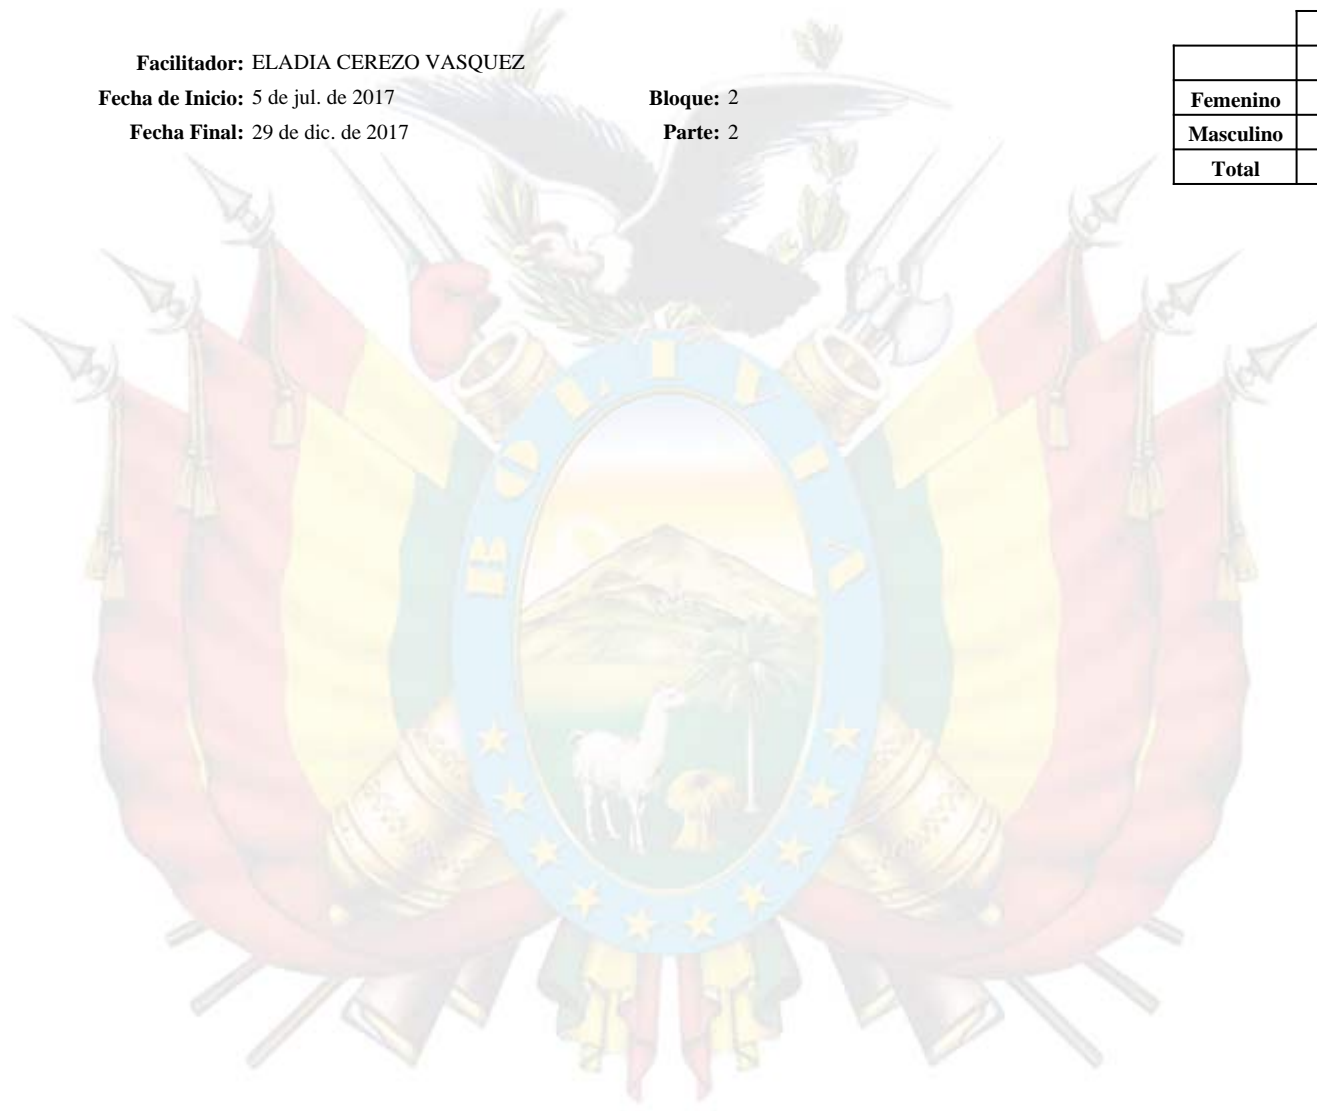 Facilitador: ELADIA CEREZO VASQUEZ
Fecha de Inicio: 5 de jul. de 2017 Bloque: 2
Fecha Final: 29 de dic. de 2017 Parte: 2
Femenino
Masculino
Total
BOLIVIA